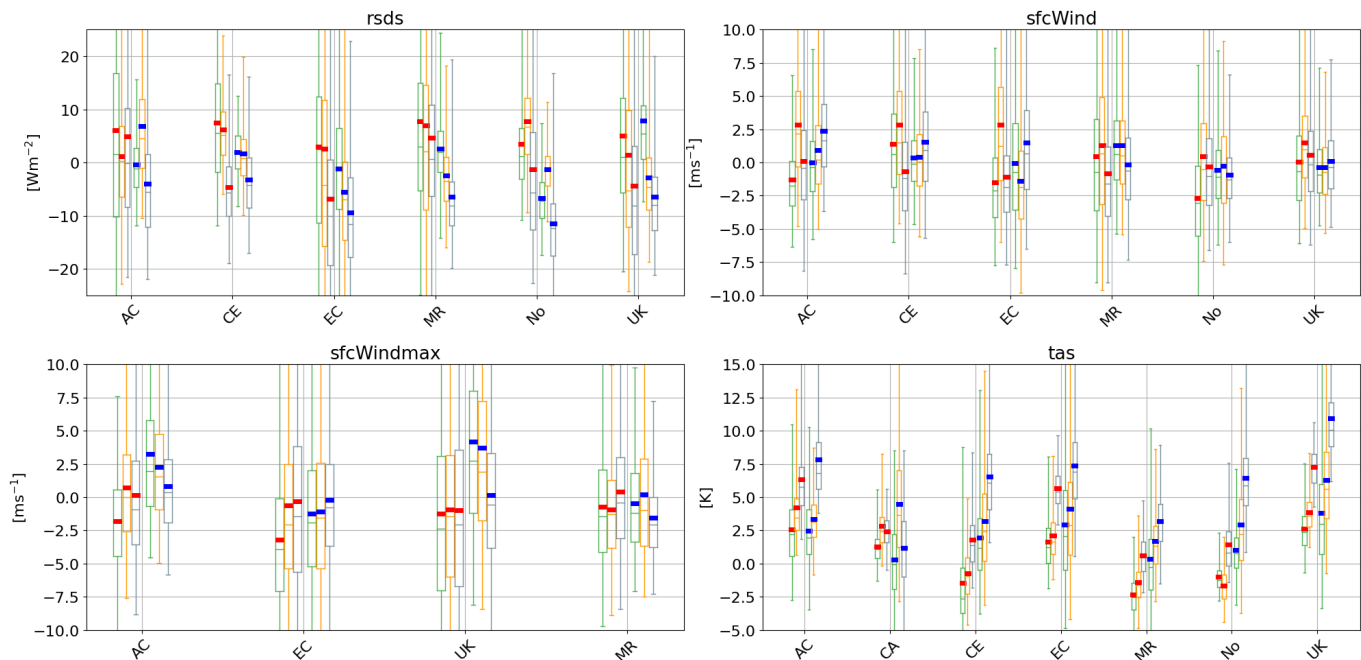 rsds
[Wm⁻²]
20
10
0
−10
−20
AC
CE
EC
MR
No
UK
sfcWind
[ms⁻¹]
10.0
7.5
5.0
2.5
0.0
−2.5
−5.0
−7.5
−10.0
AC
CE
EC
MR
No
UK
sfcWindmax
[ms⁻¹]
10.0
7.5
5.0
2.5
0.0
−2.5
−5.0
−7.5
−10.0
AC
EC
UK
MR
tas
[K]
15.0
12.5
10.0
7.5
5.0
2.5
0.0
−2.5
−5.0
AC
CA
CE
EC
MR
No
UK